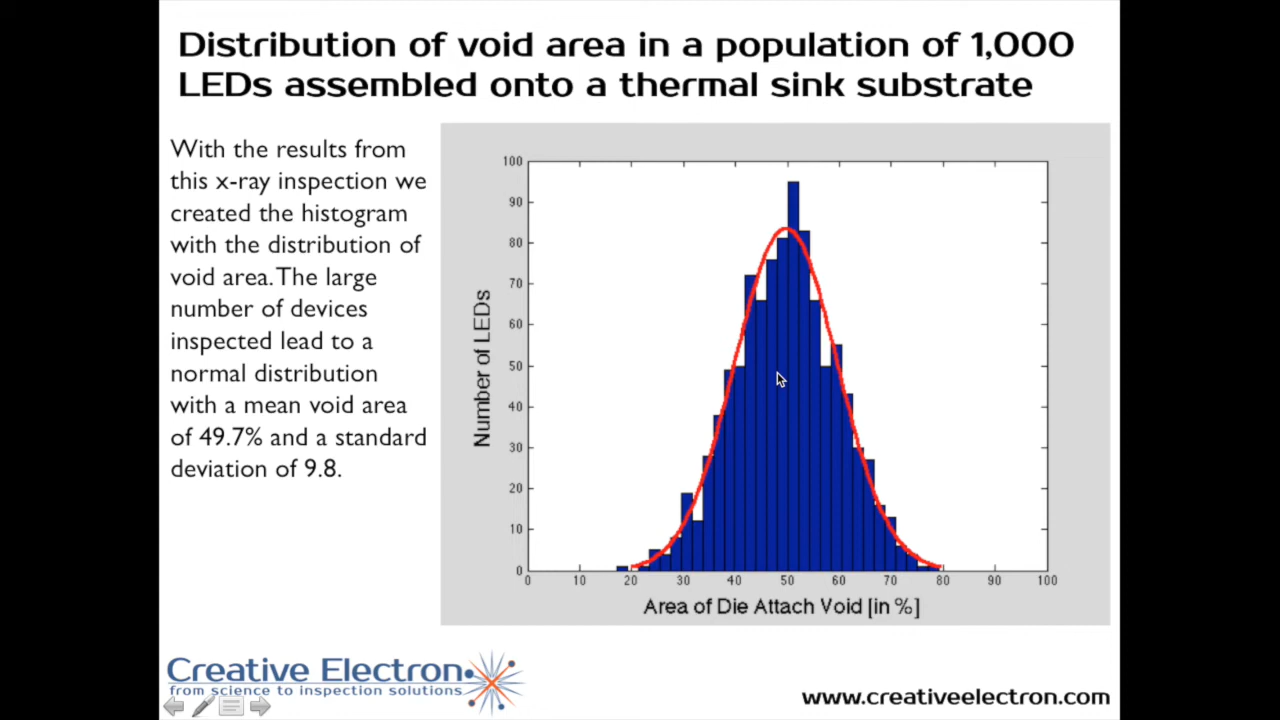 Distribution of void area in a population of 1,000
LEDs assembled onto a thermal sink substrate
With the results from
this x-ray inspection we
created the histogram
with the distribution of
void area. The large
number of devices
inspected lead to a
normal distribution
with a mean void area
of 49.7% and a standard
deviation of 9.8.
100
90
80
70
60
50
40
30
20
10
0
Number of LEDs
0 10 20 30 40 50 60 70 80 90 100
Area of Die Attach Void [in %]
Creative Electron
from science to inspection solutions
www.creativeelectron.com